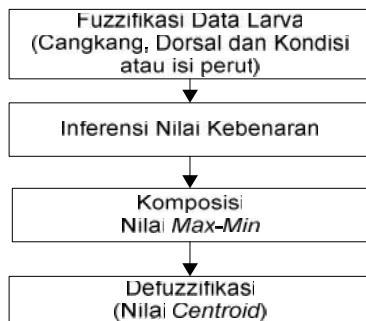 Fuzzifikasi Data Larva
(Cangkang, Dorsal dan Kondisi
atau isi perut)
Inferensi Nilai Kebenaran
Komposisi
Nilai Max-Min
Defuzzifikasi
(Nilai Centroid)